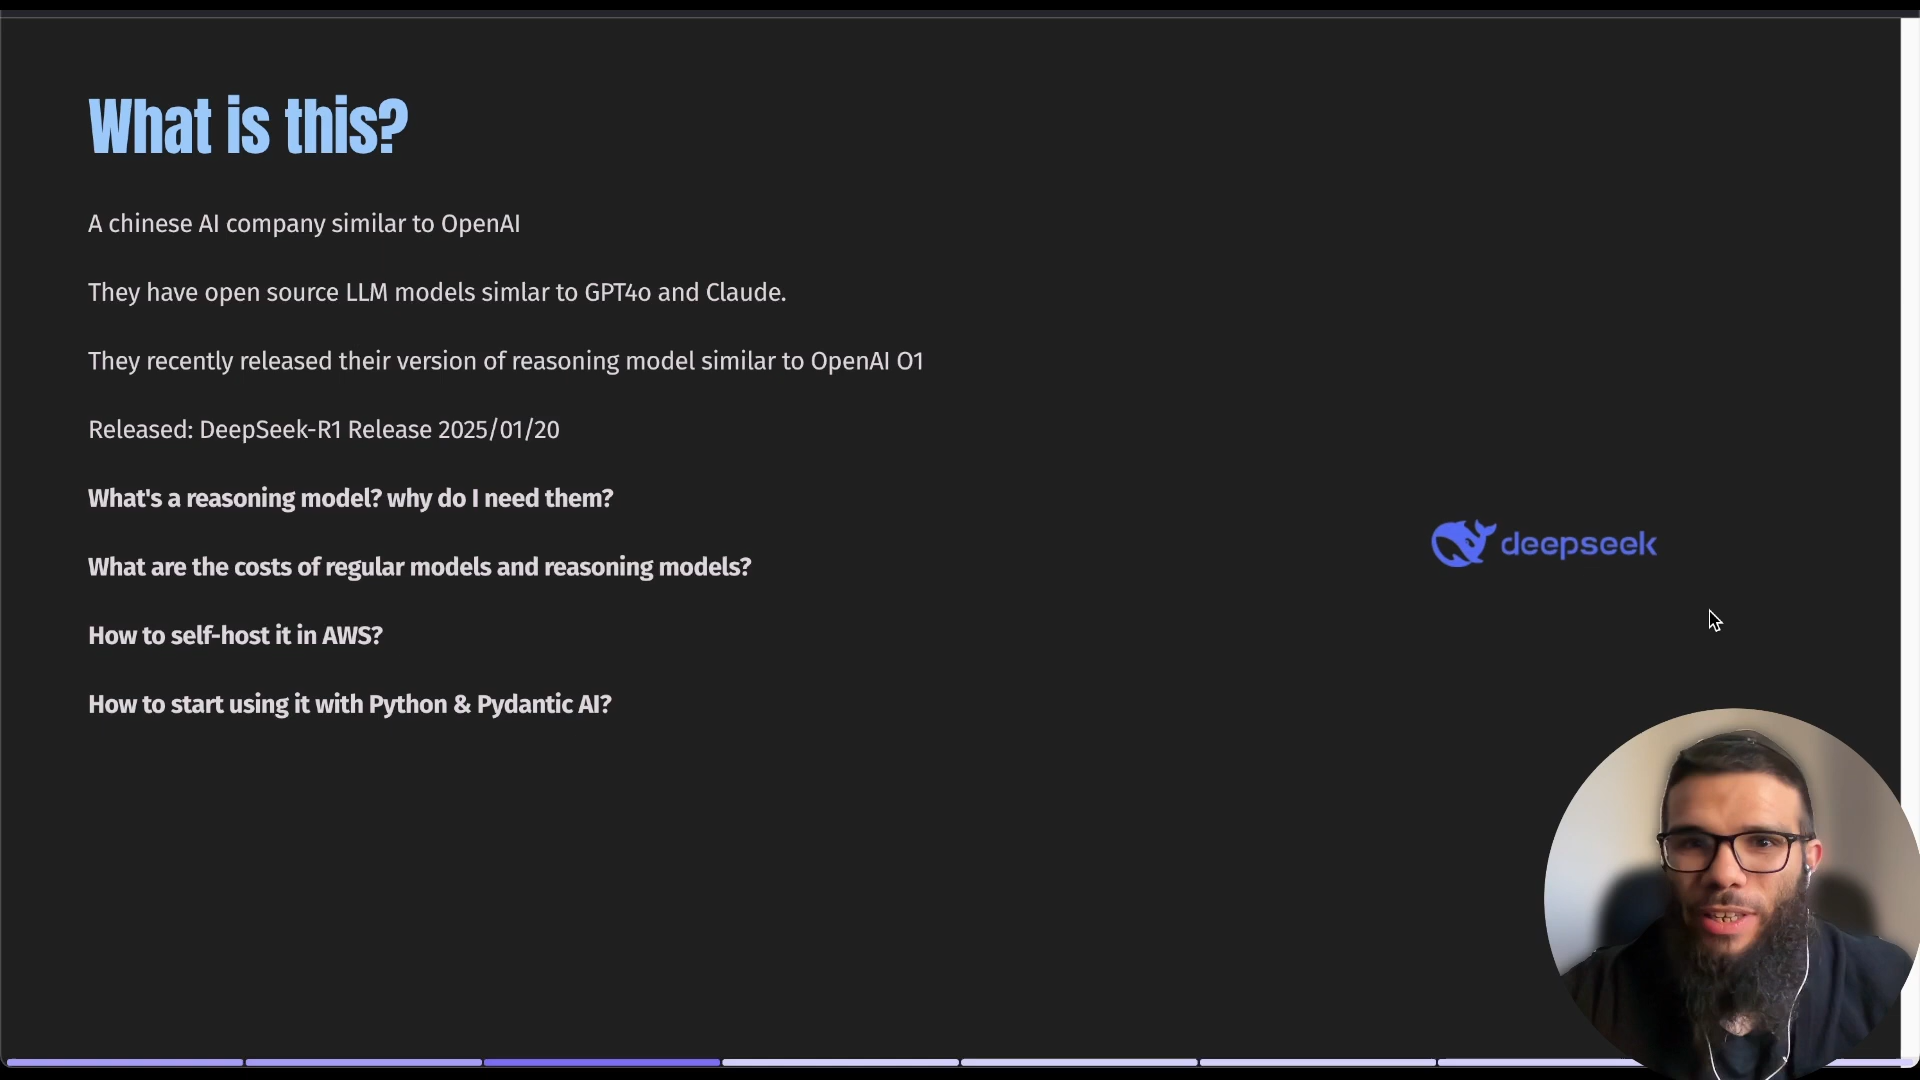 What is this?
A chinese AI company similar to OpenAI
They have open source LLM models simlar to GPT4o and Claude.
They recently released their version of reasoning model similar to OpenAI O1
Released: DeepSeek-R1 Release 2025/01/20
What's a reasoning model? why do I need them?
What are the costs of regular models and reasoning models?
How to self-host it in AWS?
How to start using it with Python & Pydantic AI?
deepseek